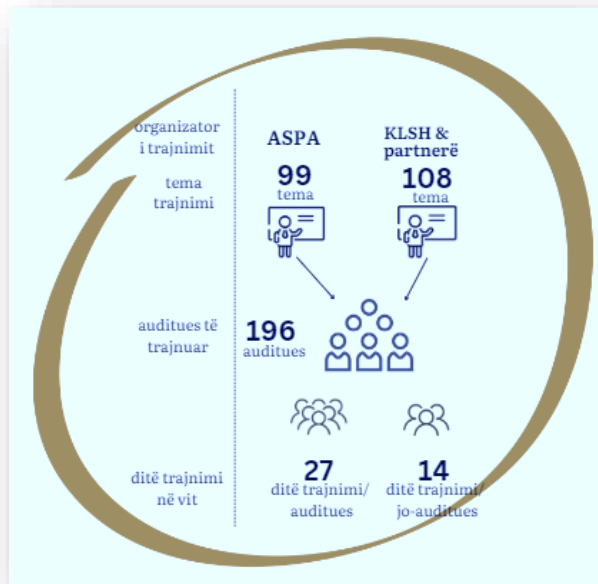 organizator
i trajnimit
ASPA
KLSH &
partnerë
tema
trajnimi
99
tema
108
tema
auditues të
trajnuar
196
auditues
ditë trajnimi
në vit
27
ditë trajnimi/
auditues
14
ditë trajnimi/
jo-auditues